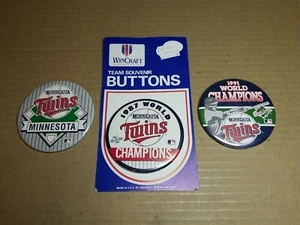 MINNESOTA
Twins
MINNESOTA
WINCRAFT
TEAM SOUVENIR
BUTTONS
1987 WORLD
MINNESOTA
Twins
CHAMPIONS
1991
WORLD
CHAMPIONS
MINNESOTA
Twins